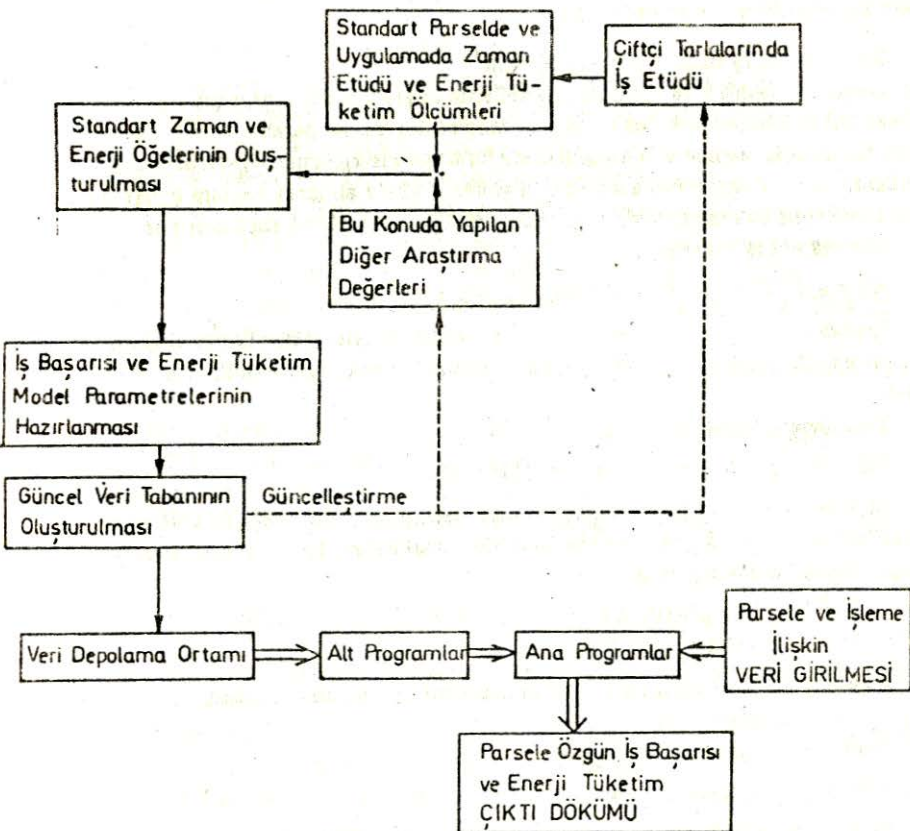 Standart Parselde ve
Uygulamada Zaman
Etüdü ve Enerji Tü-
ketim Ölçümleri
Çiftçi Tarlalarında
İş Etüdü
Standart Zaman ve
Enerji Öğelerinin Oluş-
turulması
Bu Konuda Yapılan
Diğer Araştırma
Değerleri
İş Başarısı ve Enerji Tüketim
Model Parametrelerinin
Hazırlanması
Güncel Veri Tabanının
Oluşturulması
Güncelleştirme
Veri Depolama Ortamı
Alt Programlar
Ana Programlar
Parsele ve İşleme
İlişkin
VERİ GİRİLMESİ
Parsele Özgün İş Başarısı
ve Enerji Tüketim
ÇIKTI DÖKÜMÜ